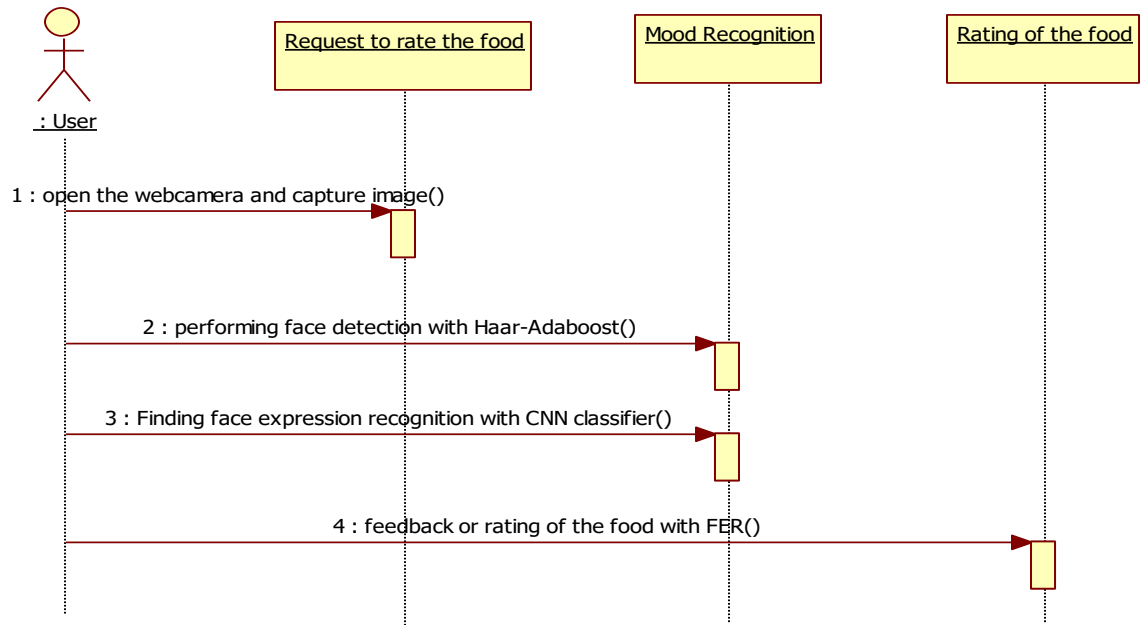 Request to rate the food
Mood Recognition
Rating of the food
: User
1 : open the webcamera and capture image()
2 : performing face detection with Haar-Adaboost()
3 : Finding face expression recognition with CNN classifier()
4 : feedback or rating of the food with FER()